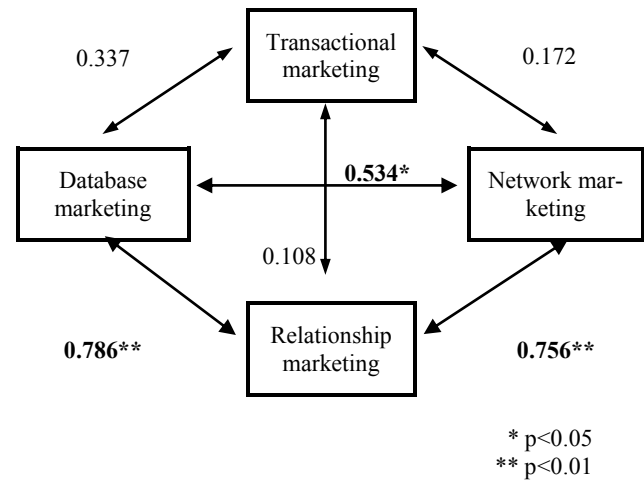 Transactional
marketing
0.337
0.172
Database
marketing
0.534*
Network mar-
keting
0.108
Relationship
marketing
0.786**
0.756**
* p<0.05
** p<0.01